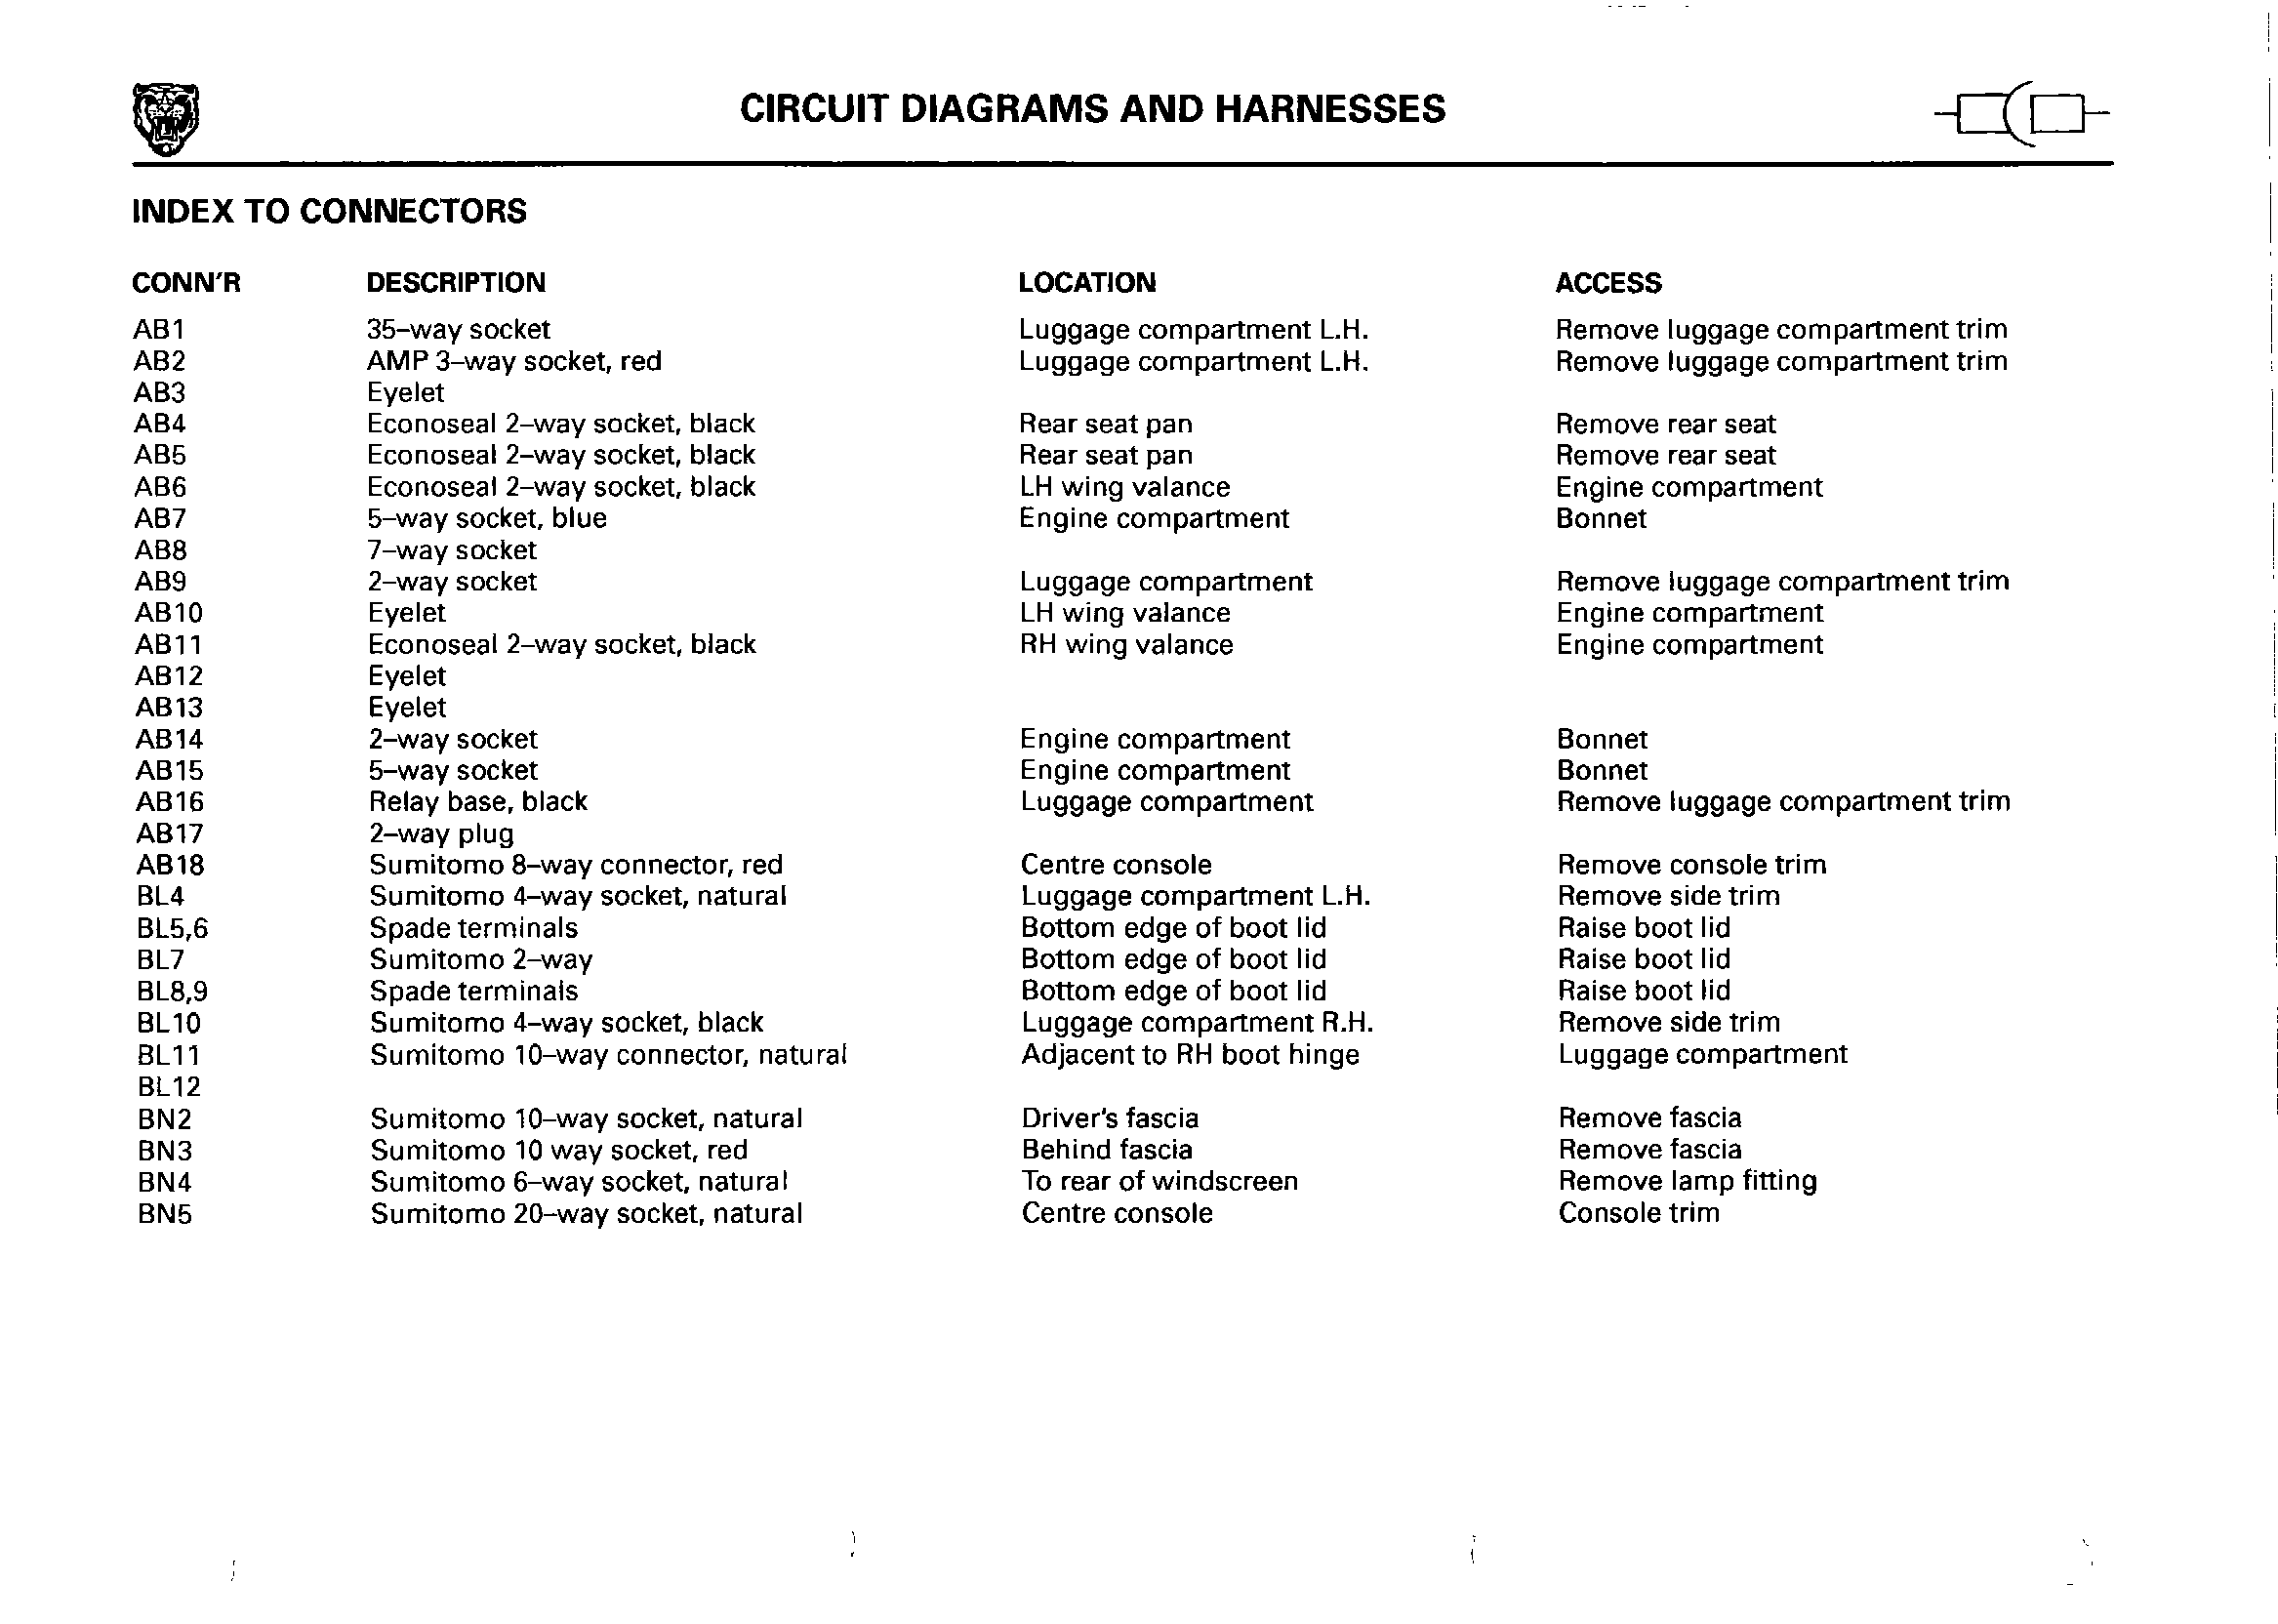 CIRCUIT DIAGRAMS AND HARNESSES
INDEX TO CONNECTORS
CONN'R DESCRIPTION LOCATION ACCESS
AB1 35–way socket Luggage compartment L.H. Remove luggage compartment trim
AB2 AMP 3–way socket, red Luggage compartment L.H. Remove luggage compartment trim
AB3 Eyelet
AB4 Econoseal 2–way socket, black Rear seat pan Remove rear seat
AB5 Econoseal 2–way socket, black Rear seat pan Remove rear seat
AB6 Econoseal 2–way socket, black LH wing valance Engine compartment
AB7 5–way socket, blue Engine compartment Bonnet
AB8 7–way socket
AB9 2–way socket Luggage compartment Remove luggage compartment trim
AB10 Eyelet LH wing valance Engine compartment
AB11 Econoseal 2–way socket, black RH wing valance Engine compartment
AB12 Eyelet
AB13 Eyelet
AB14 2–way socket Engine compartment Bonnet
AB15 5–way socket Engine compartment Bonnet
AB16 Relay base, black Luggage compartment Remove luggage compartment trim
AB17 2–way plug
AB18 Sumitomo 8–way connector, red Centre console Remove console trim
BL4 Sumitomo 4–way socket, natural Luggage compartment L.H. Remove side trim
BL5,6 Spade terminals Bottom edge of boot lid Raise boot lid
BL7 Sumitomo 2–way Bottom edge of boot lid Raise boot lid
BL8,9 Spade terminals Bottom edge of boot lid Raise boot lid
BL10 Sumitomo 4–way socket, black Luggage compartment R.H. Remove side trim
BL11 Sumitomo 10–way connector, natural Adjacent to RH boot hinge Luggage compartment
BL12
BN2 Sumitomo 10–way socket, natural Driver's fascia Remove fascia
BN3 Sumitomo 10 way socket, red Behind fascia Remove fascia
BN4 Sumitomo 6–way socket, natural To rear of windscreen Remove lamp fitting
BN5 Sumitomo 20–way socket, natural Centre console Console trim